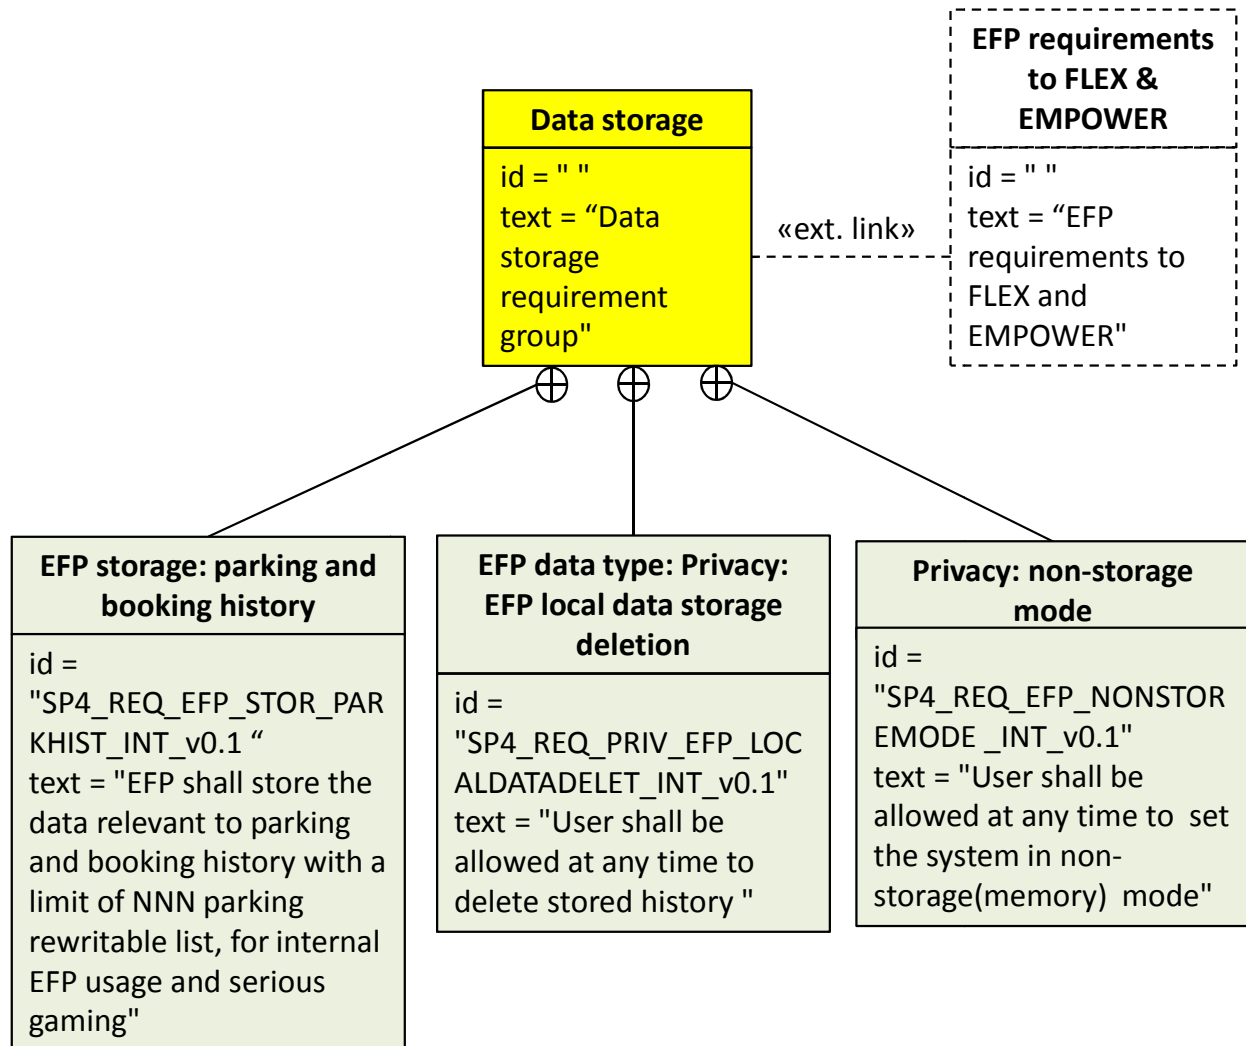 EFP requirements
to FLEX &
EMPOWER
id = " "
text = “EFP
requirements to
FLEX and
EMPOWER"
Data storage
id = " "
text = “Data
storage
requirement
group"
«ext. link»
EFP storage: parking and
booking history
id =
"SP4_REQ_EFP_STOR_PAR
KHIST_INT_v0.1 “
text = "EFP shall store the
data relevant to parking
and booking history with a
limit of NNN parking
rewritable list, for internal
EFP usage and serious
gaming"
EFP data type: Privacy:
EFP local data storage
deletion
id =
"SP4_REQ_PRIV_EFP_LOC
ALDATADELET_INT_v0.1"
text = "User shall be
allowed at any time to
delete stored history "
Privacy: non-storage
mode
id =
"SP4_REQ_EFP_NONSTOR
EMODE _INT_v0.1"
text = "User shall be
allowed at any time to  set
the system in non-
storage(memory)  mode"